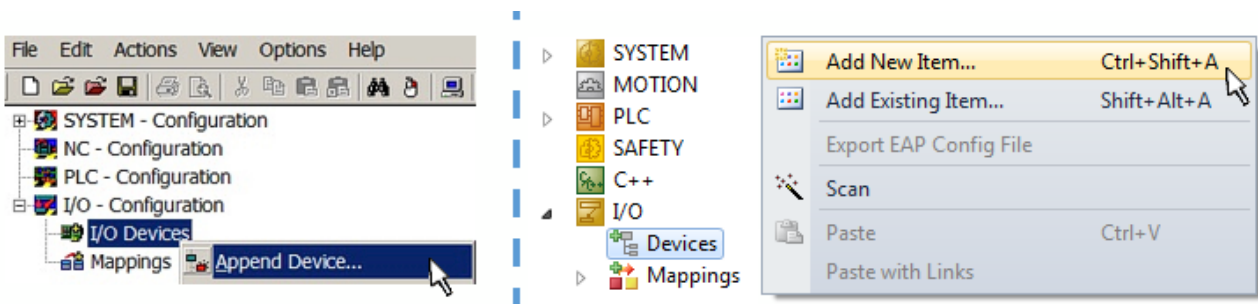 File Edit Actions View Options Help
SYSTEM - Configuration
NC - Configuration
PLC - Configuration
I/O - Configuration
I/O Devices
Mappings
Append Device...
SYSTEM
MOTION
PLC
SAFETY
C++
I/O
Devices
Mappings
Add New Item... Ctrl+Shift+A
Add Existing Item... Shift+Alt+A
Export EAP Config File
Scan
Paste Ctrl+V
Paste with Links